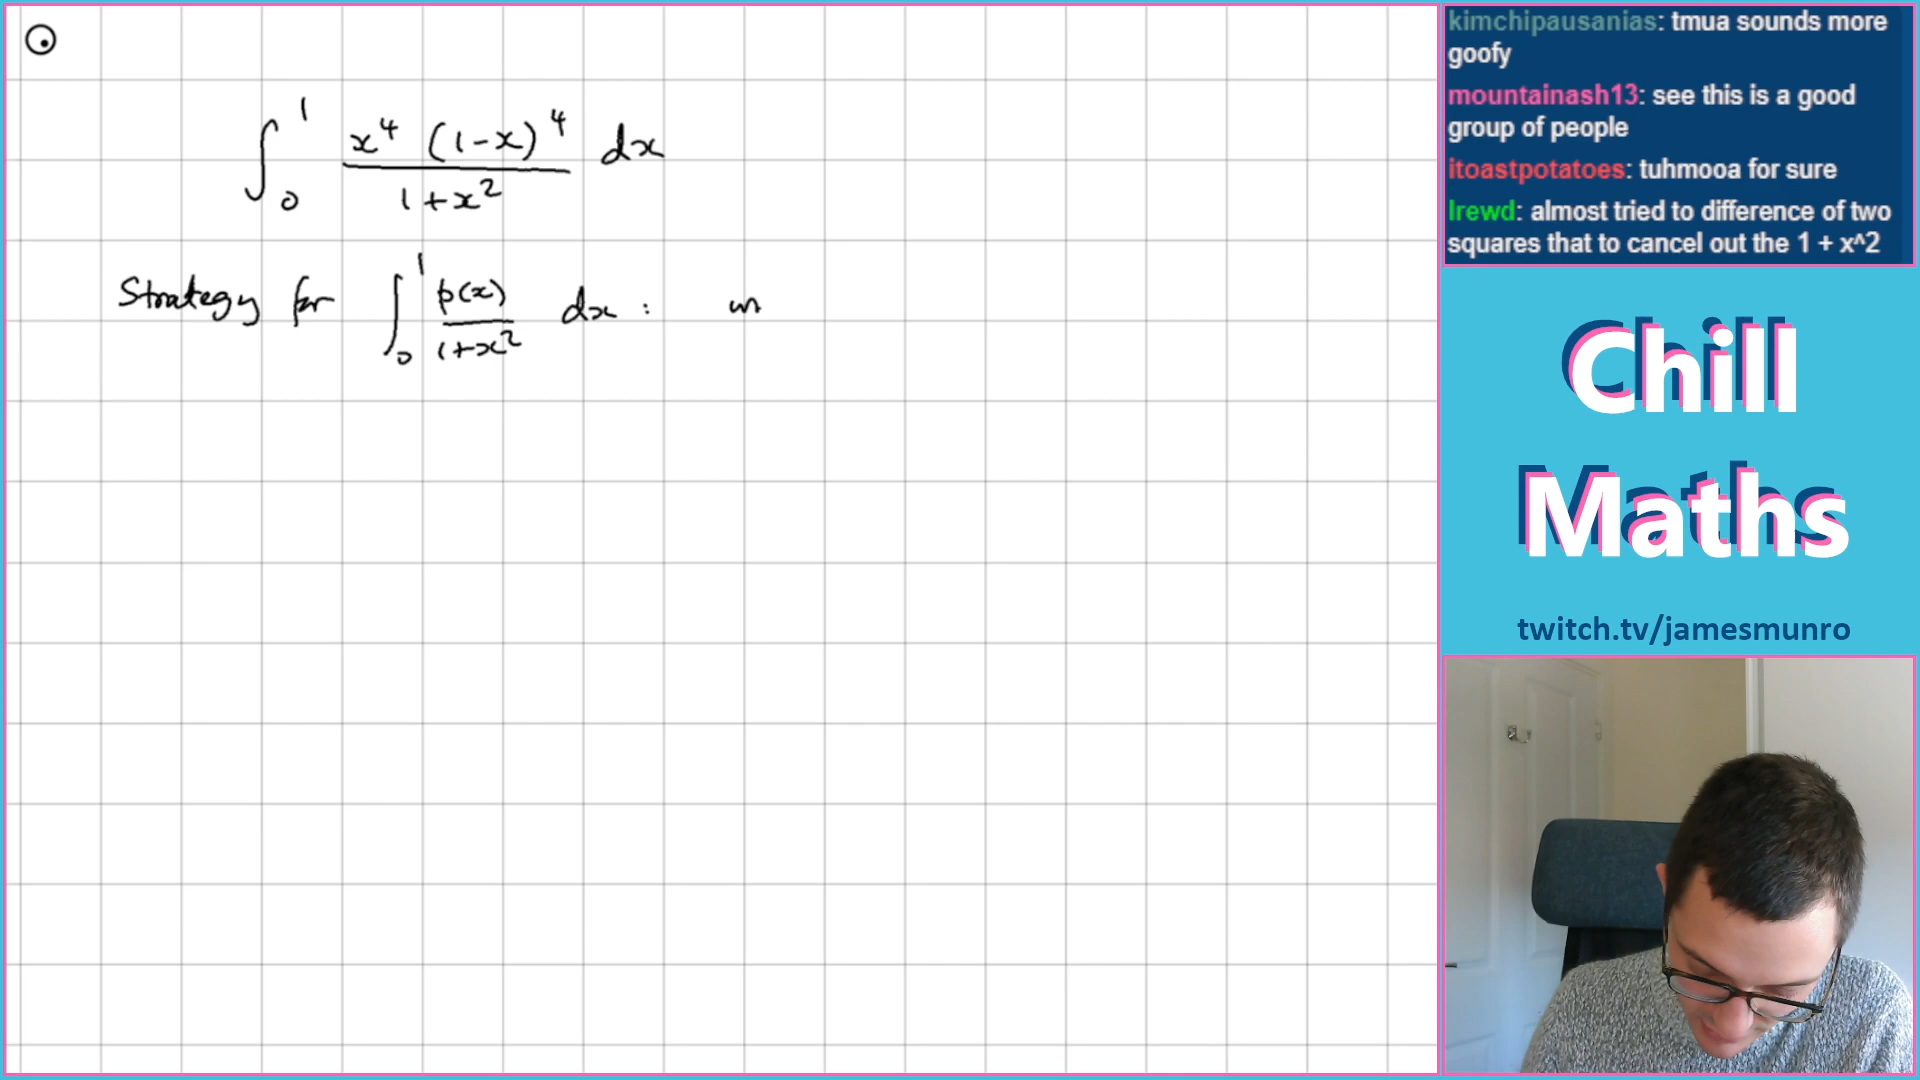 ∫₀¹ x⁴ (1-x)⁴ / 1+x² dx
Strategy for ∫₀¹ p(x) / 1+x² dx :
kimchipausanias: tmua sounds more
goofy
mountainash13: see this is a good
group of people
itoastpotatoes: tuhmooa for sure
lrewd: almost tried to difference of two
squares that to cancel out the 1 + x^2
Chill
Maths
twitch.tv/jamesmunro